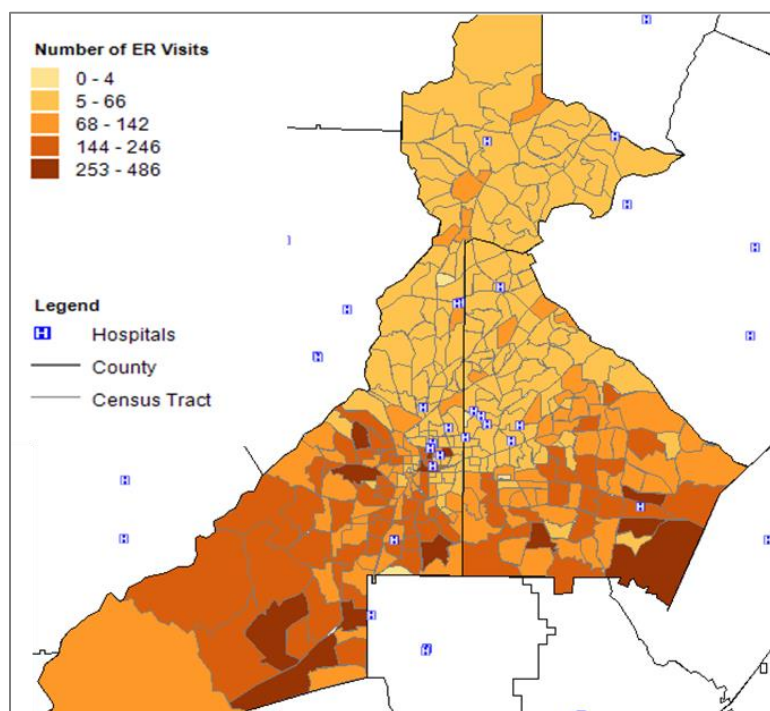 Number of ER Visits
0 - 4
5 - 66
68 - 142
144 - 246
253 - 486
Legend
H Hospitals
County
Census Tract